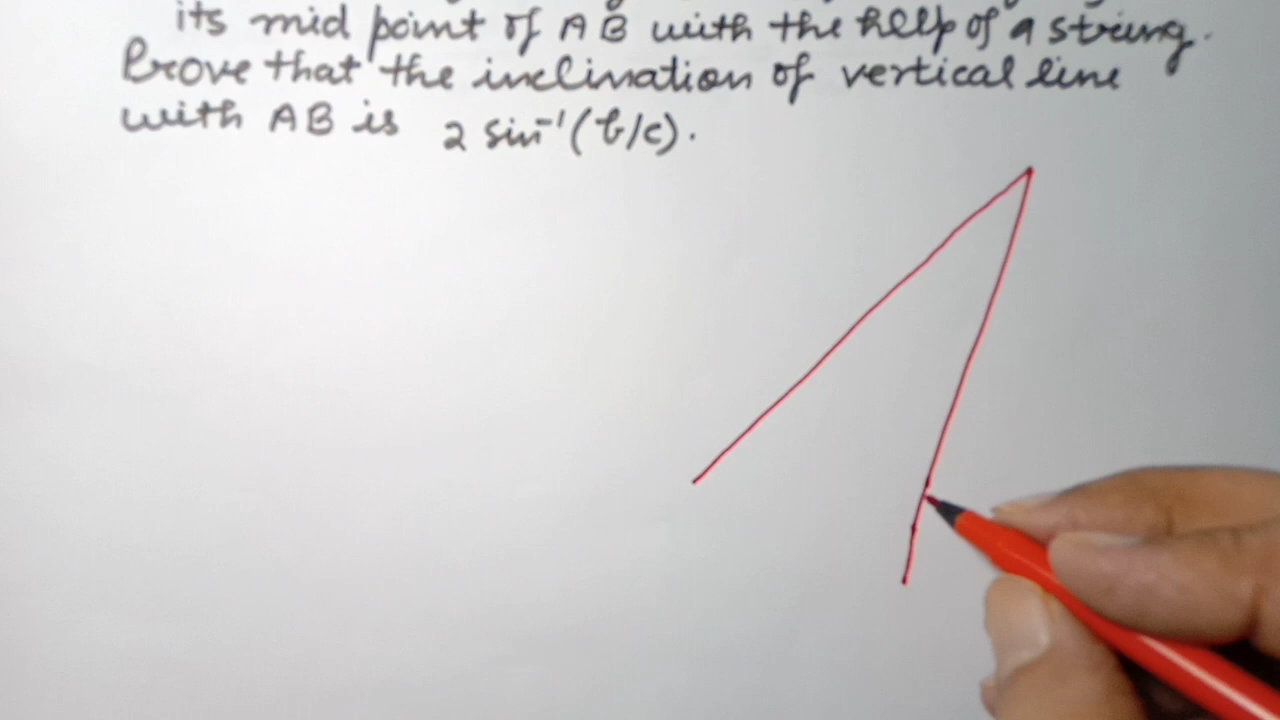 its mid point of AB with the help of a string.
Prove that the inclination of vertical line
with AB is 2 sin⁻¹(b/c).